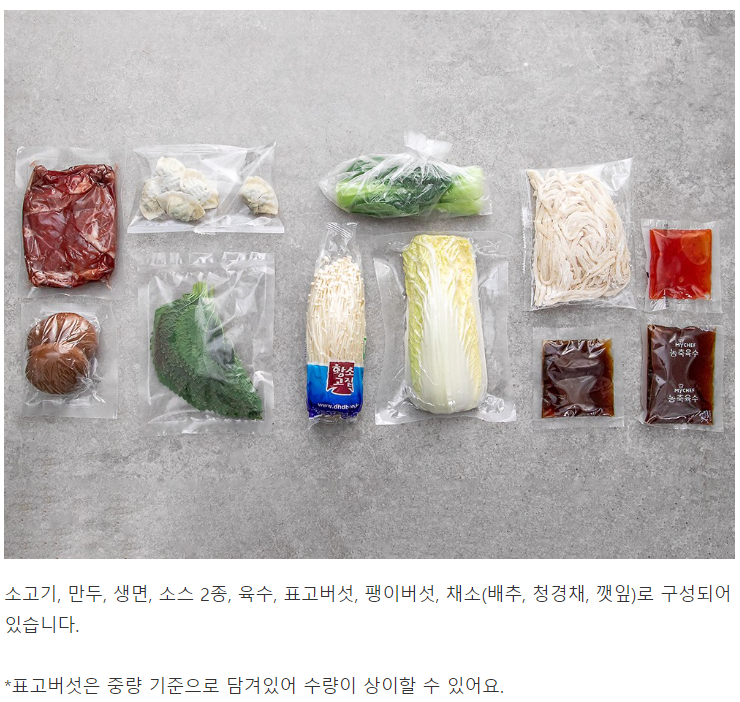 함소
고집
www.dhdb
MYCHEF
농축육수
MYCHEF
농축육수
소고기, 만두, 생면, 소스 2종, 육수, 표고버섯, 팽이버섯, 채소(배추, 청경채, 깻잎)로 구성되어
있습니다.
*표고버섯은 중량 기준으로 담겨있어 수량이 상이할 수 있어요.